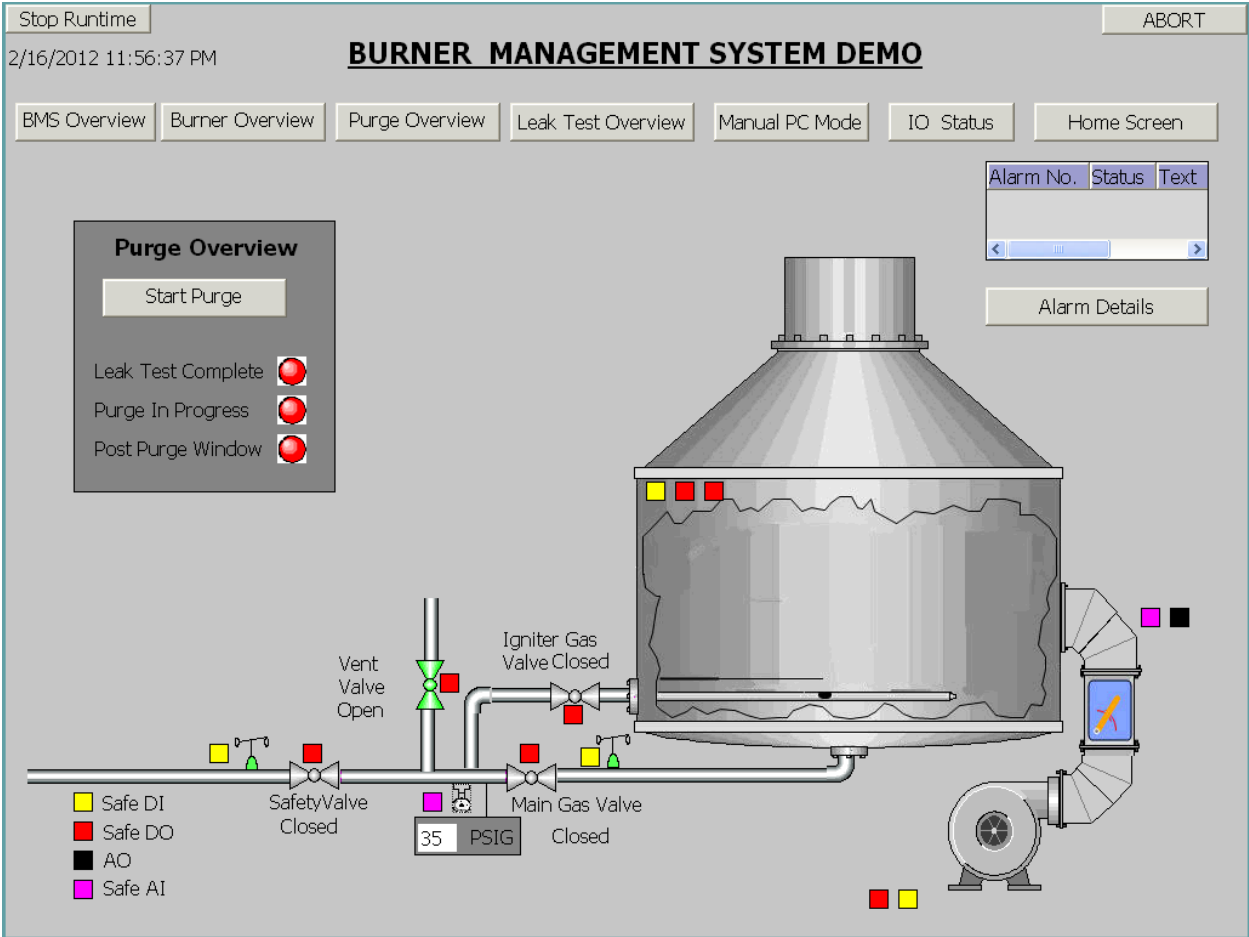 Stop Runtime
ABORT
2/16/2012 11:56:37 PM
BURNER MANAGEMENT SYSTEM DEMO
BMS Overview
Burner Overview
Purge Overview
Leak Test Overview
Manual PC Mode
IO Status
Home Screen
Alarm No. Status Text
Alarm Details
Purge Overview
Start Purge
Leak Test Complete
Purge In Progress
Post Purge Window
Igniter Gas
Valve Closed
Vent
Valve
Open
SafetyValve
Closed
Main Gas Valve
Closed
35 PSIG
Safe DI
Safe DO
AO
Safe AI